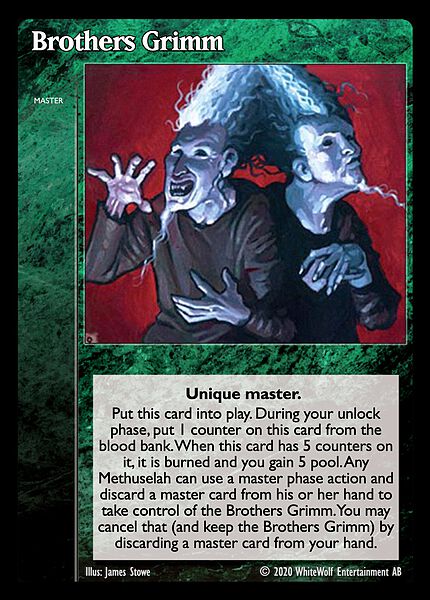 Brothers Grimm
MASTER
Unique master.
Put this card into play. During your unlock
phase, put 1 counter on this card from the
blood bank. When this card has 5 counters on
it, it is burned and you gain 5 pool. Any
Methuselah can use a master phase action and
discard a master card from his or her hand to
take control of the Brothers Grimm. You may
cancel that (and keep the Brothers Grimm) by
discarding a master card from your hand.
Illus: James Stowe
© 2020 WhiteWolf Entertainment AB